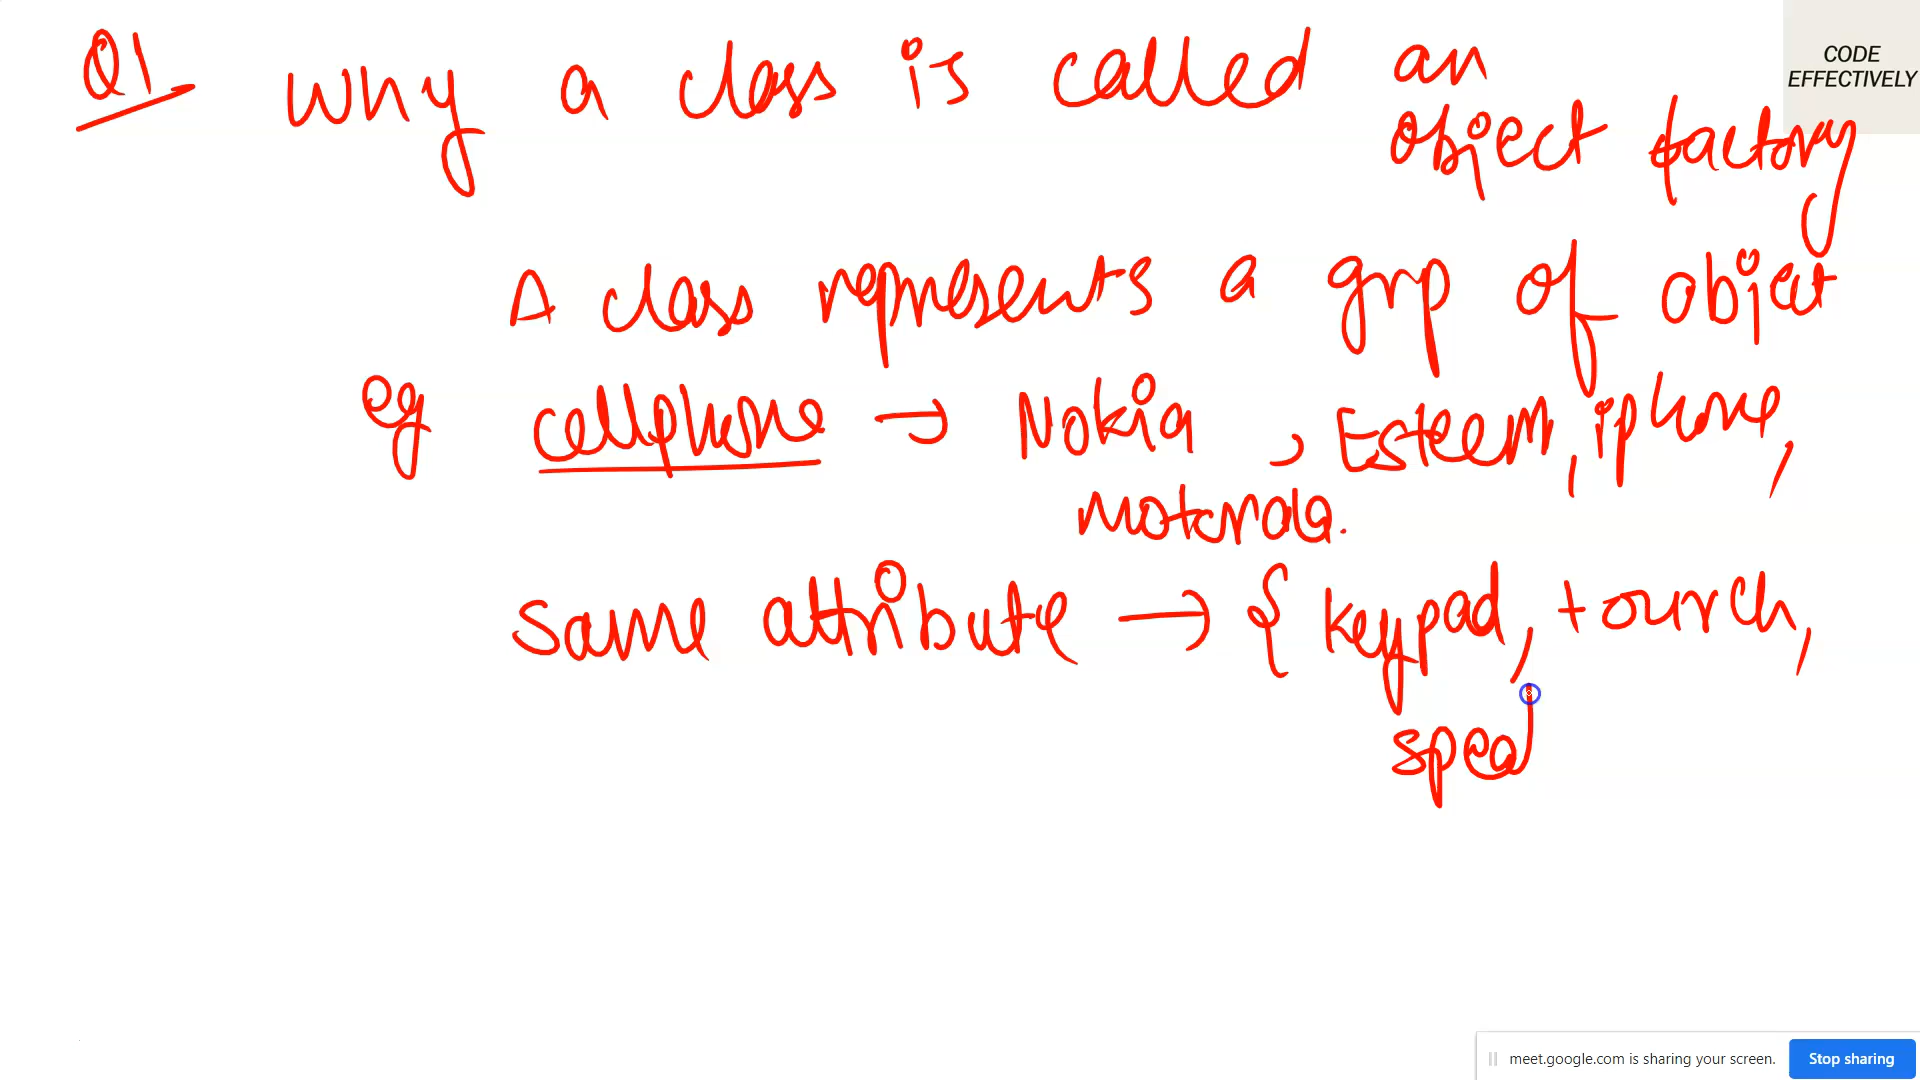 Q1 Why a class is called an
object factory
CODE
EFFECTIVELY
A class represents a grp of object
eg cellphone → Nokia, Esteem, iphone,
motorola.
same attribute → { keypad, tourch,
spea
meet.google.com is sharing your screen. Stop sharing